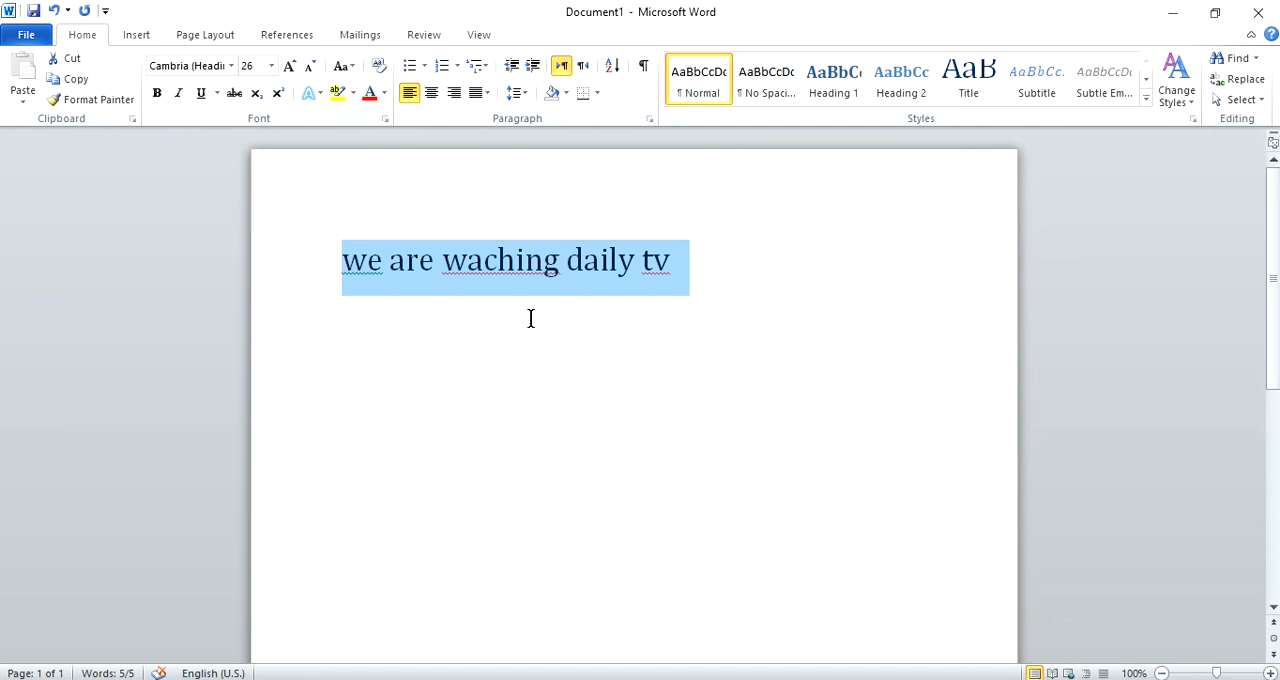 Document1 - Microsoft Word
File Home Insert Page Layout References Mailings Review View
Paste
Cut
Copy
Format Painter
Clipboard
Cambria (Headi 26
Font
Paragraph
AaBbCcDc AaBbCcDc AaBbC AaBbCc AaB AaBbCc. AaBbCcDc
¶ Normal ¶ No Spaci... Heading 1 Heading 2 Title Subtitle Subtle Em...
Change
Styles
Styles
Find
Replace
Select
Editing
we are waching daily tv
Page: 1 of 1 Words: 5/5 English (U.S.) 100%